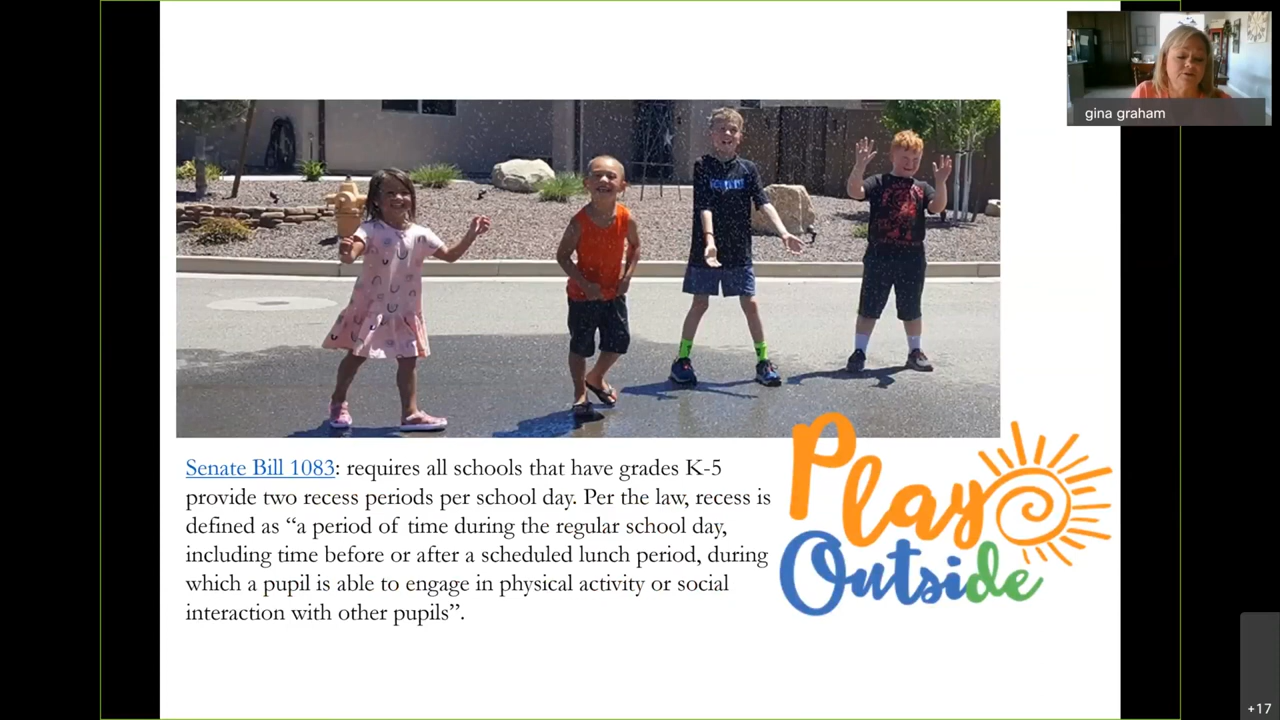 gina graham
Senate Bill 1083: requires all schools that have grades K-5
provide two recess periods per school day. Per the law, recess is
defined as “a period of time during the regular school day,
including time before or after a scheduled lunch period, during
which a pupil is able to engage in physical activity or social
interaction with other pupils”.
Play
Outside
+17